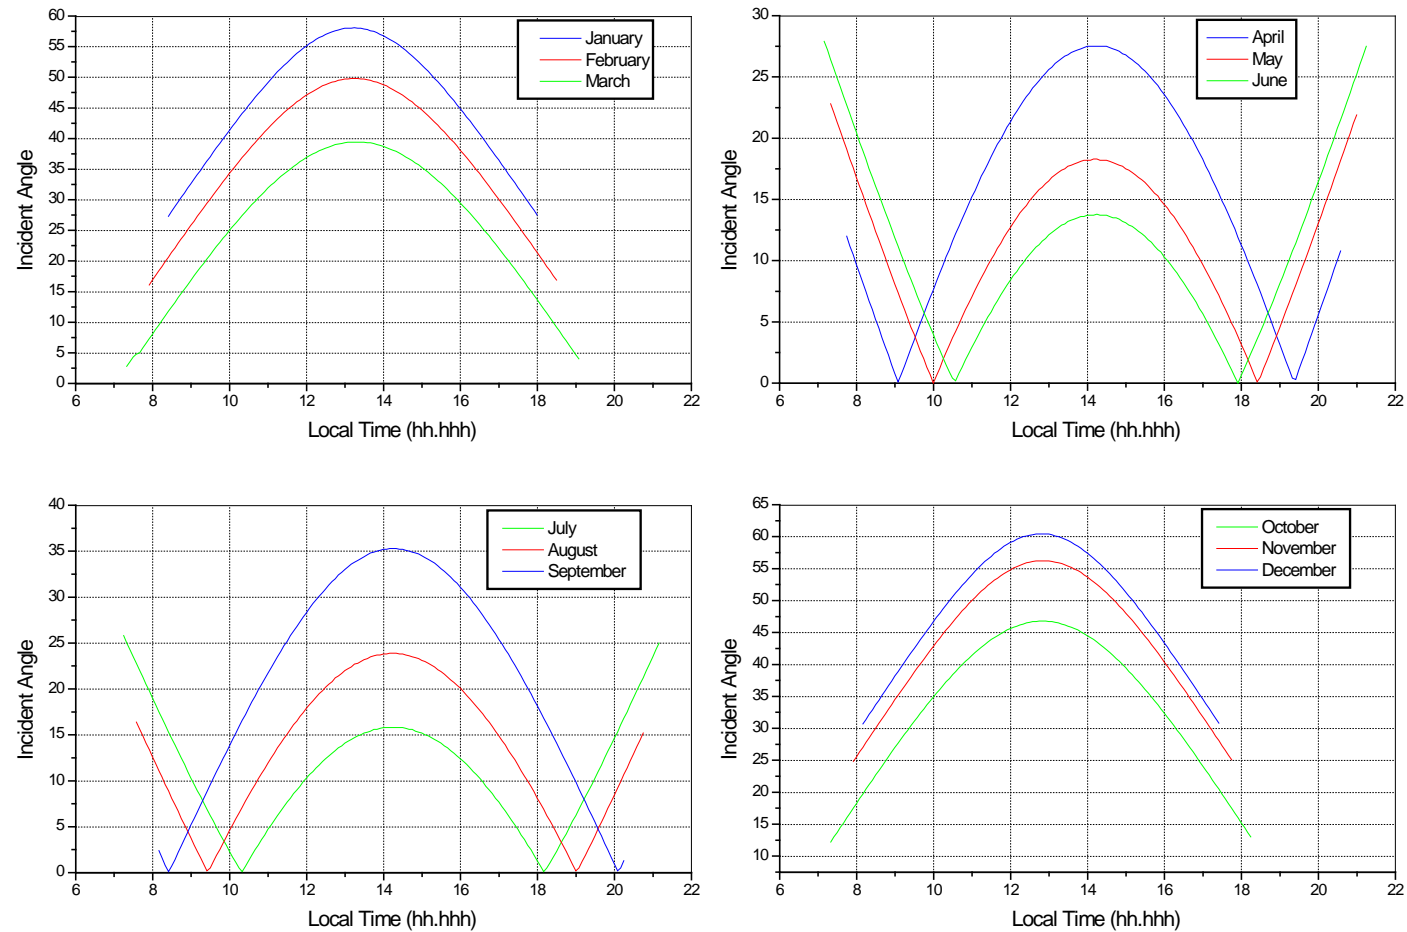 60
55
50
45
40
35
30
25
20
15
10
5
0
Incident Angle
January
February
March
6 8 10 12 14 16 18 20 22
Local Time (hh.hhh)
30
25
20
15
10
5
0
Incident Angle
April
May
June
6 8 10 12 14 16 18 20 22
Local Time (hh.hhh)
40
35
30
25
20
15
10
5
0
Incident Angle
July
August
September
6 8 10 12 14 16 18 20 22
Local Time (hh.hhh)
65
60
55
50
45
40
35
30
25
20
15
10
Incident Angle
October
November
December
6 8 10 12 14 16 18 20 22
Local Time (hh.hhh)